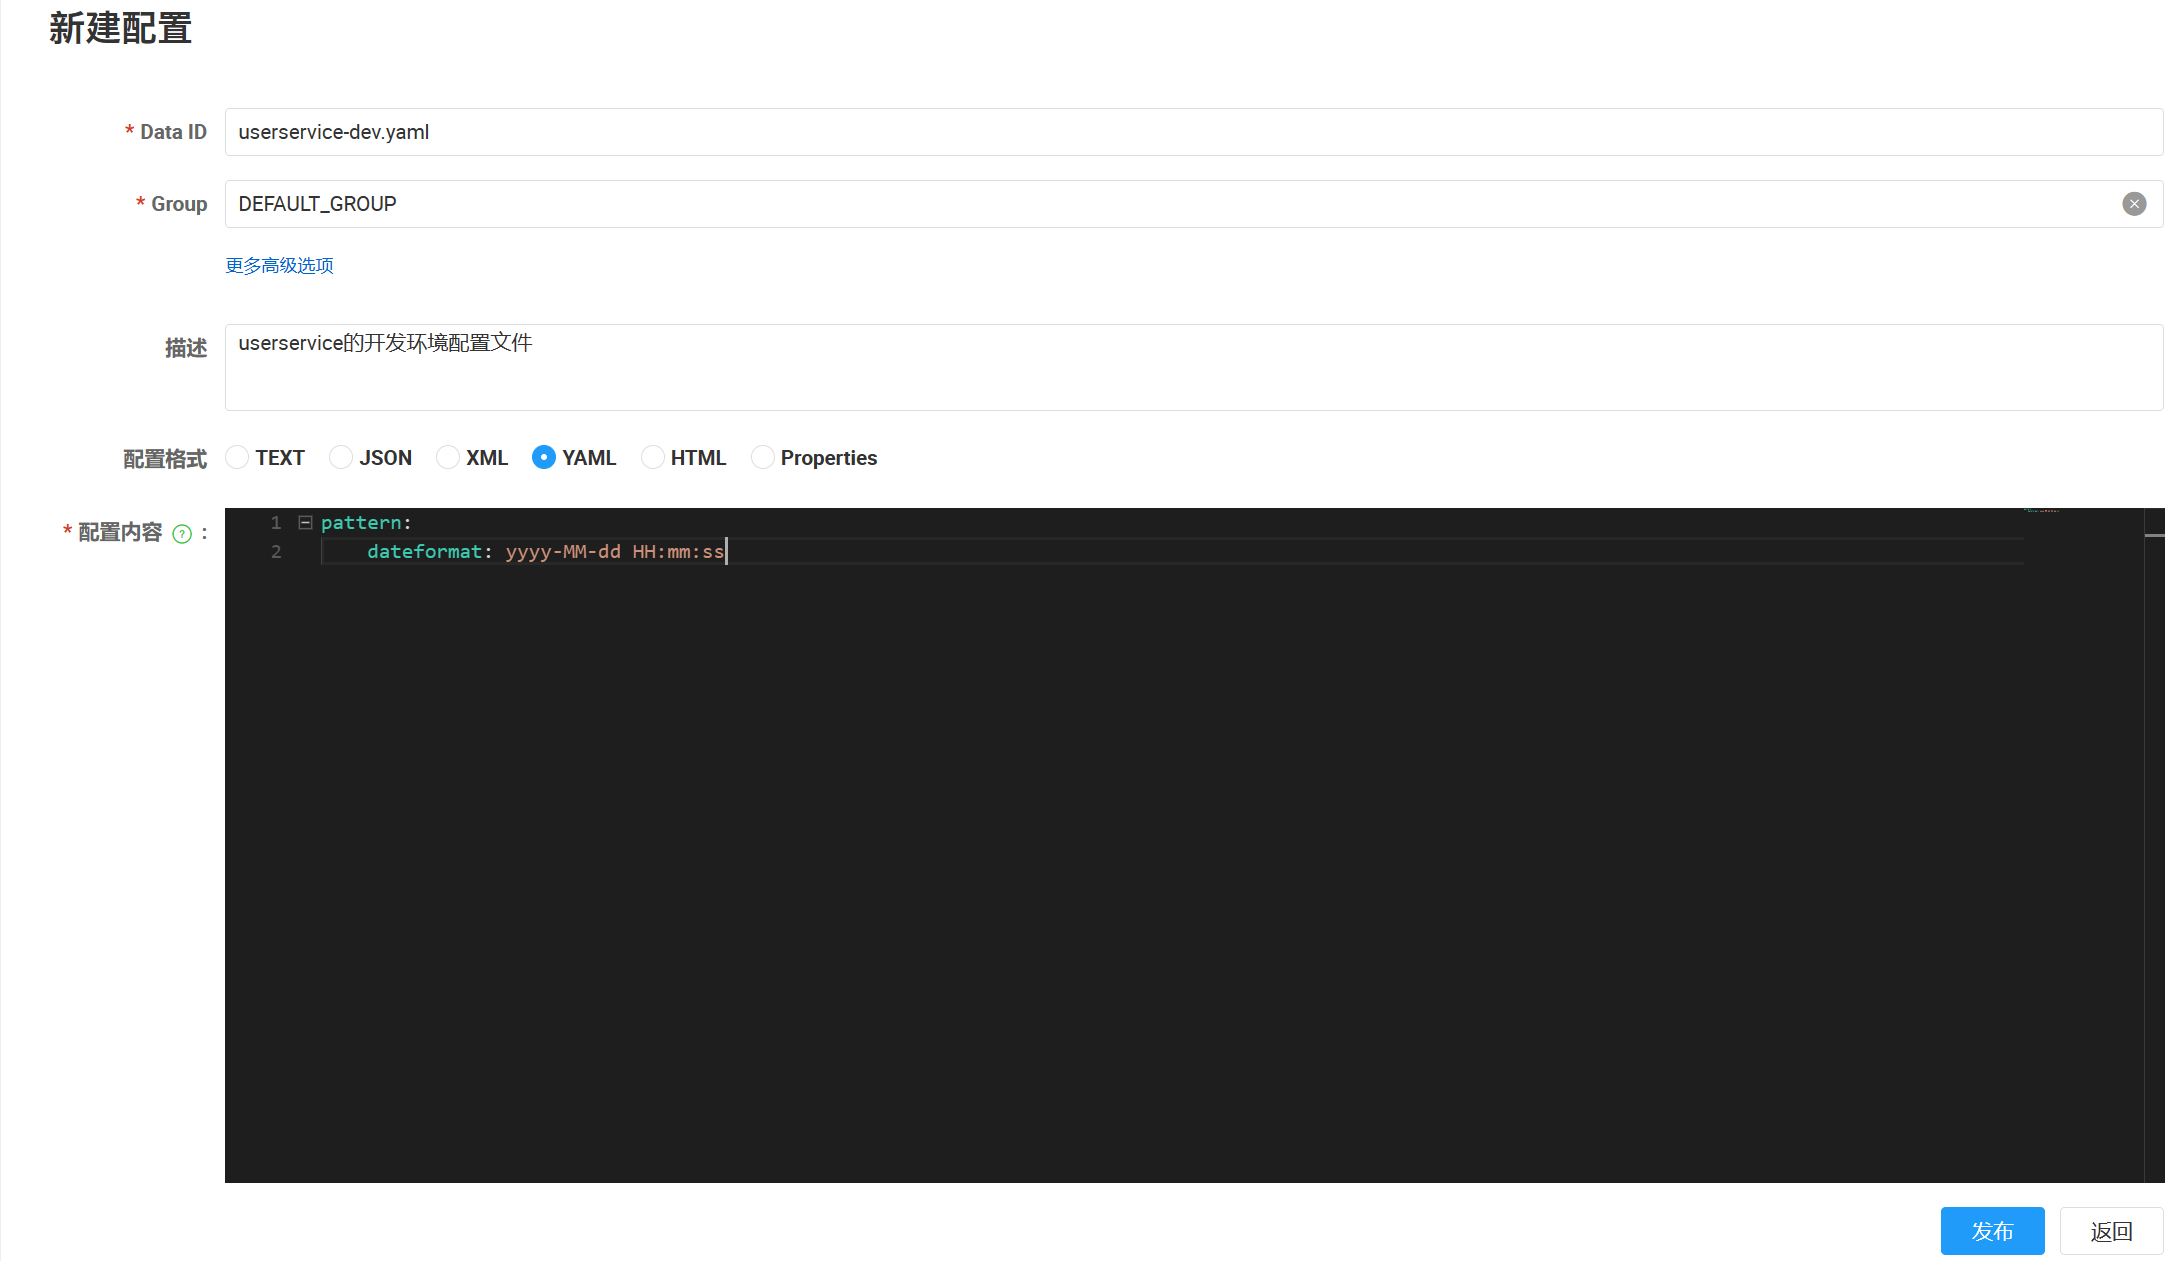 新建配置
* Data ID userservice-dev.yaml
* Group DEFAULT_GROUP
更多高级选项
描述 userservice的开发环境配置文件
配置格式 TEXT JSON XML YAML HTML Properties
* 配置内容 ? :
1 pattern:
2 dateformat: yyyy-MM-dd HH:mm:ss
发布 返回